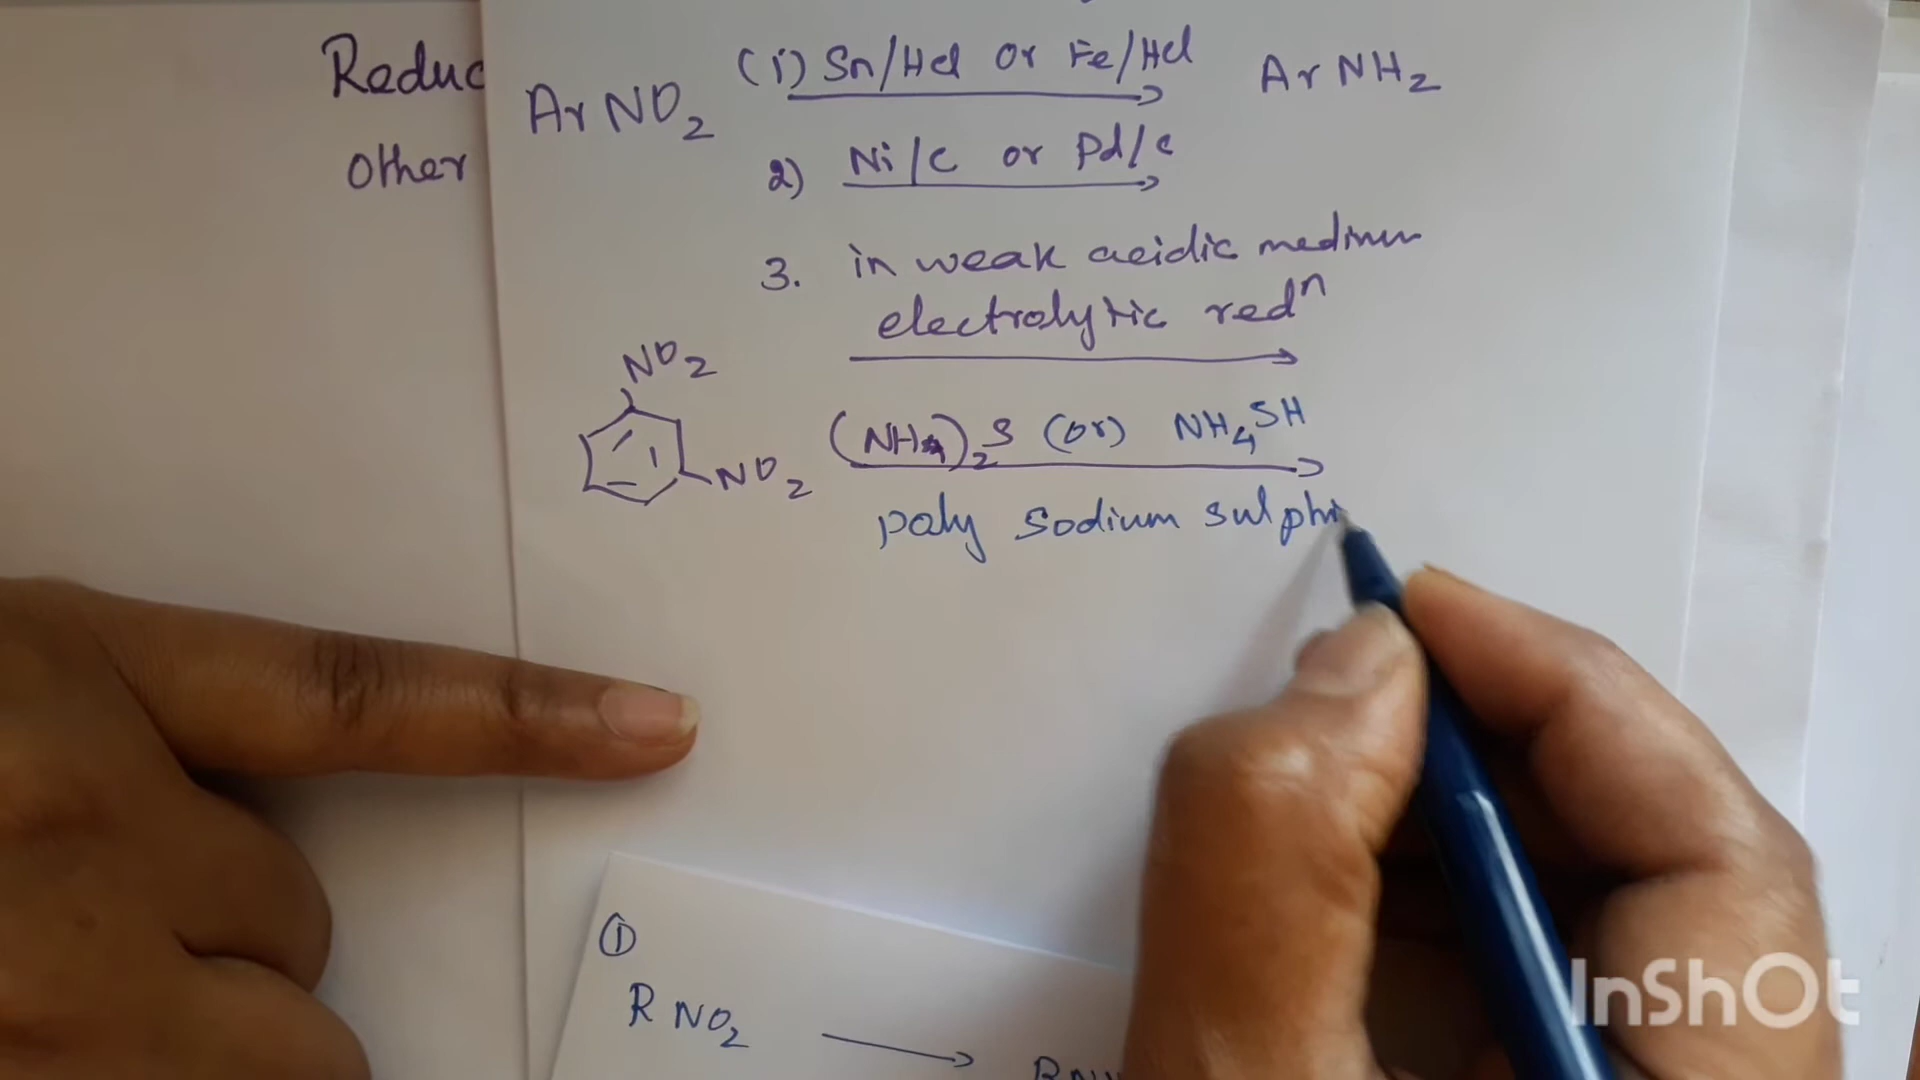 Reduc
other
ArNO2 (i) Sn/Hcl or Fe/Hcl ArNH2
2) Ni/C or Pd/c
3. in weak acidic medium
electrolytic redn
NO2
NO2 (NH4)2S (or) NH4SH
poly Sodium sulphi
①
RNO2
InShOt